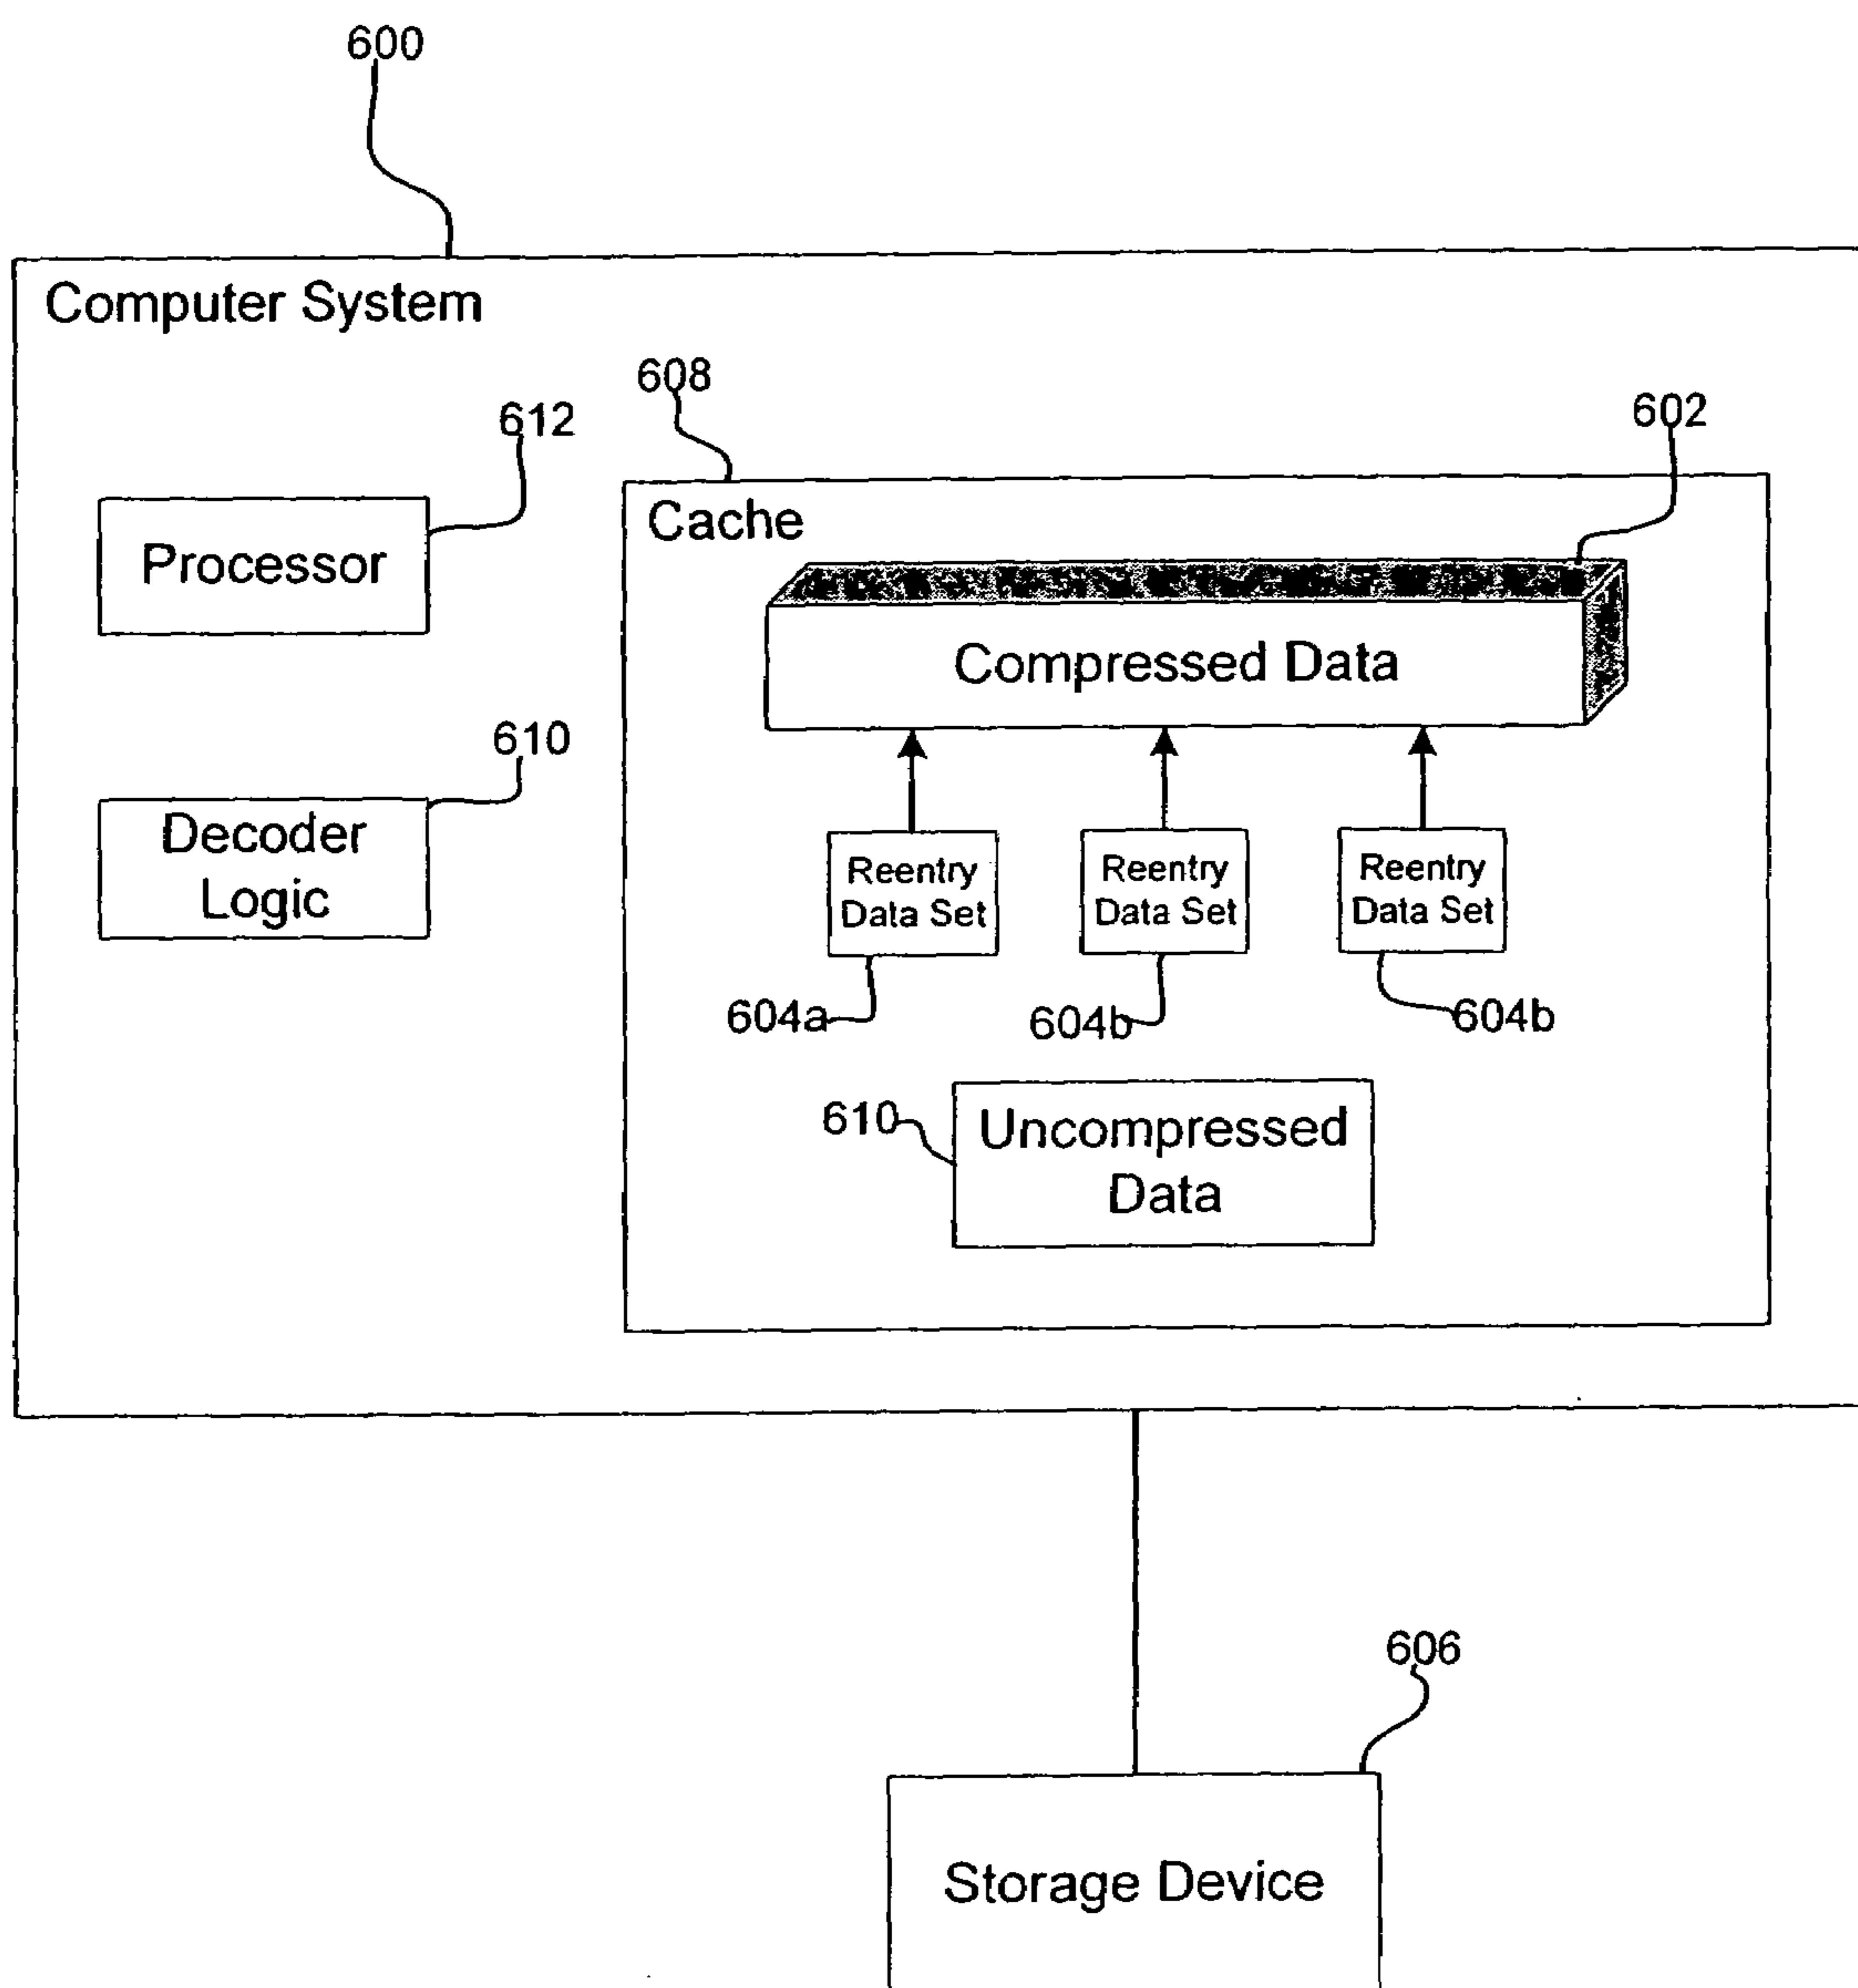 600
Computer System
608
602
612
Cache
Processor
Compressed Data
610
Decoder
Logic
Reentry
Data Set
Reentry
Data Set
Reentry
Data Set
604a
604b
604b
610
Uncompressed
Data
606
Storage Device